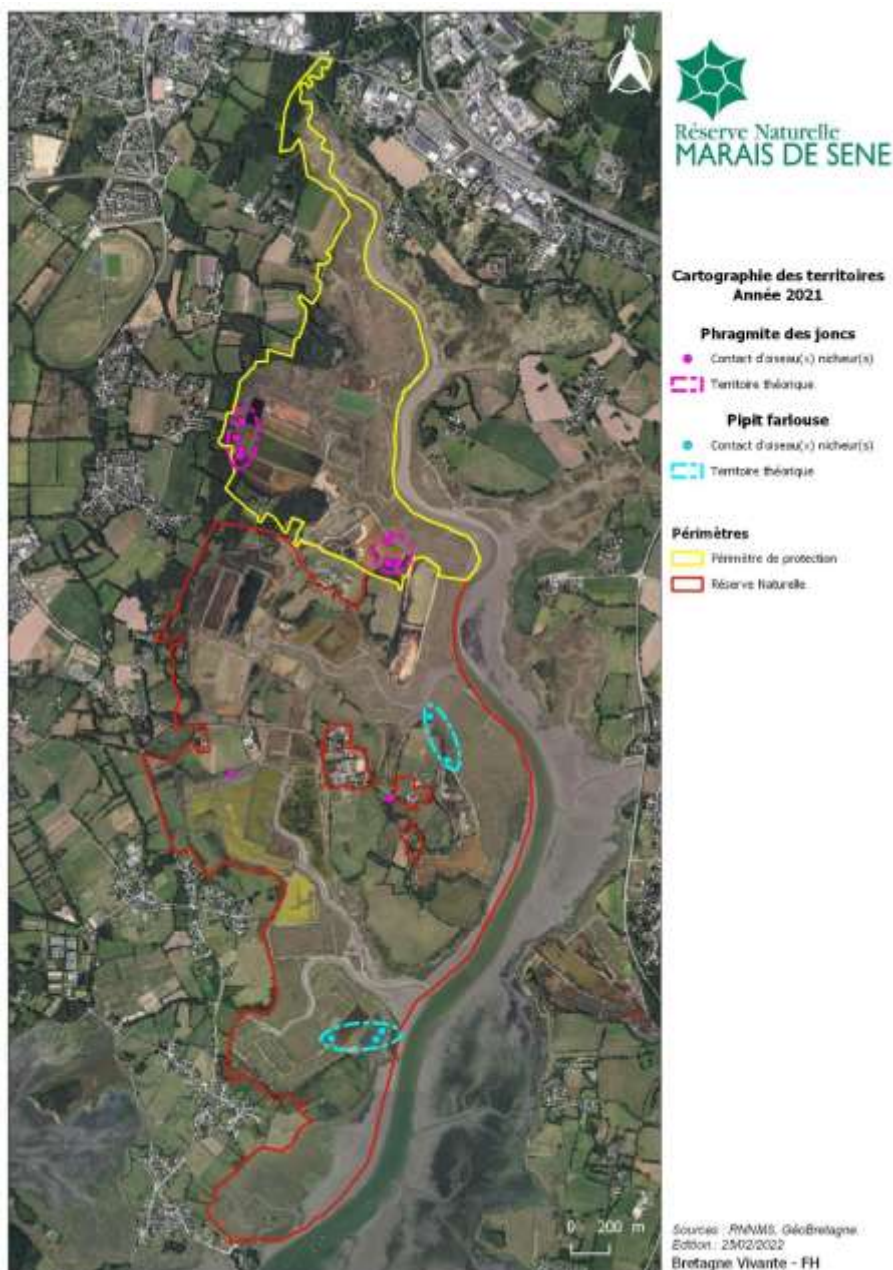 N
Réserve Naturelle
MARAIS DE SENE
Cartographie des territoires
Année 2021
Phragmite des joncs
Contact d'oiseau(x) nicheur(s)
Territoire théorique
Pipit farlouse
Contact d'oiseau(x) nicheur(s)
Territoire théorique
Périmètres
Périmètre de protection
Réserve Naturelle
0 200 m
Sources : RNNMS, GéoBretagne
Edition : 25/02/2022
Bretagne Vivante - FH